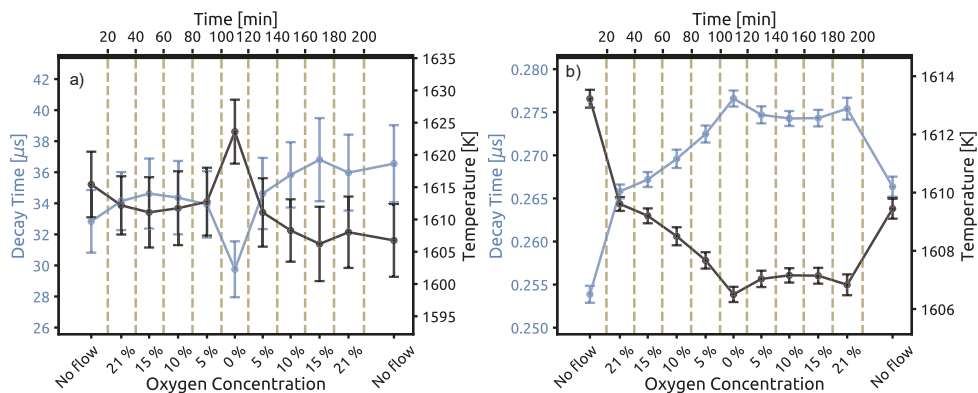 Time [min]
20 40 60 80 100 120 140 160 180 200
a)
Decay Time [µs]
42
40
38
36
34
32
30
28
26
1635
1630
1625
1620
1615
1610
1605
1600
1595
Temperature [K]
No flow 21 % 15 % 10 % 5 % 0 % 5 % 10 % 15 % 21 % No flow
Oxygen Concentration
Time [min]
20 40 60 80 100 120 140 160 180 200
b)
Decay Time [µs]
0.280
0.275
0.270
0.265
0.260
0.255
0.250
1614
1612
1610
1608
1606
Temperature [K]
No flow 21 % 15 % 10 % 5 % 0 % 5 % 10 % 15 % 21 % No flow
Oxygen Concentration